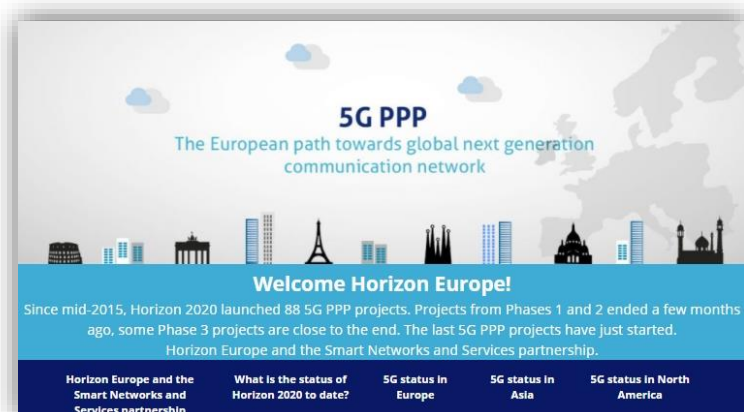 5G PPP
The European path towards global next generation
communication network
Welcome Horizon Europe!
Since mid-2015, Horizon 2020 launched 88 5G PPP projects. Projects from Phases 1 and 2 ended a few months
ago, some Phase 3 projects are close to the end. The last 5G PPP projects have just started.
Horizon Europe and the Smart Networks and Services partnership.
Horizon Europe and the
Smart Networks and
Services partnership
What is the status of
Horizon 2020 to date?
5G status in
Europe
5G status in
Asia
5G status in North
America